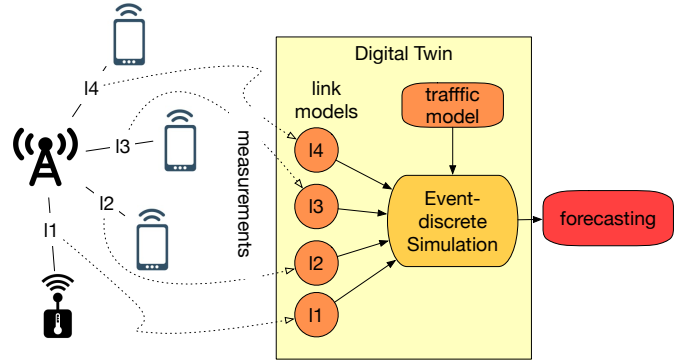 Digital Twin
link
models
trafffic
model
l4
l3
l2
l1
measurements
l4
l3
l2
l1
Event-
discrete
Simulation
forecasting